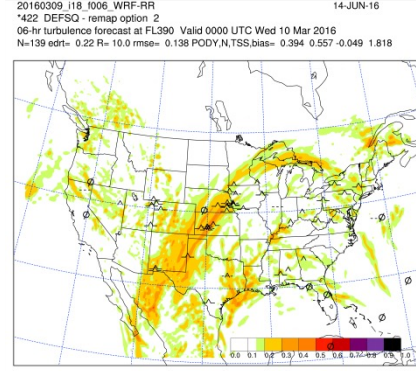 20160309_i18_f006_WRF-RR 14-JUN-16
*422 DEFSQ - remap option 2
06-hr turbulence forecast at FL390 Valid 0000 UTC Wed 10 Mar 2016
N=139 edrt= 0.22 R= 10.0 rmse= 0.138 PODY,N,TSS,bias= 0.394 0.557 -0.049 1.818
0.0 0.1 0.2 0.3 0.4 0.5 0.6 0.7 0.8 0.9 1.0